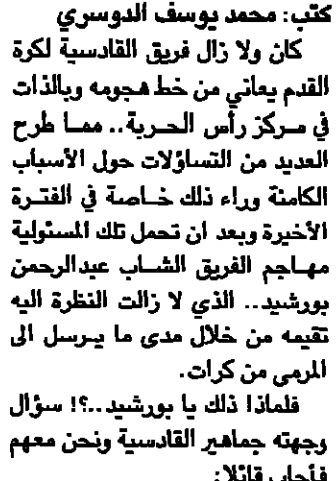 كتب: محمد يوسف الدوسري
كان ولا زال فريق القادسية لكرة
القدم يعاني من خط هجومه وبالذات
في مركز رأس الحربة.. مما طرح
العديد من التساؤلات حول الأسباب
الكامنة وراء ذلك خاصة في الفترة
الأخيرة وبعد ان تحمل تلك المسئولية
مهاجم الفريق الشاب عبدالرحمن
بورشيد.. الذي لا زالت النظرة اليه
تقيمه من خلال مدى ما يرسل الى
المرمى من كرات.
فلماذا ذلك يا بورشيد..؟! سؤال
وجهته جماهير القادسية ونحن معهم
فأجاب قائلا: